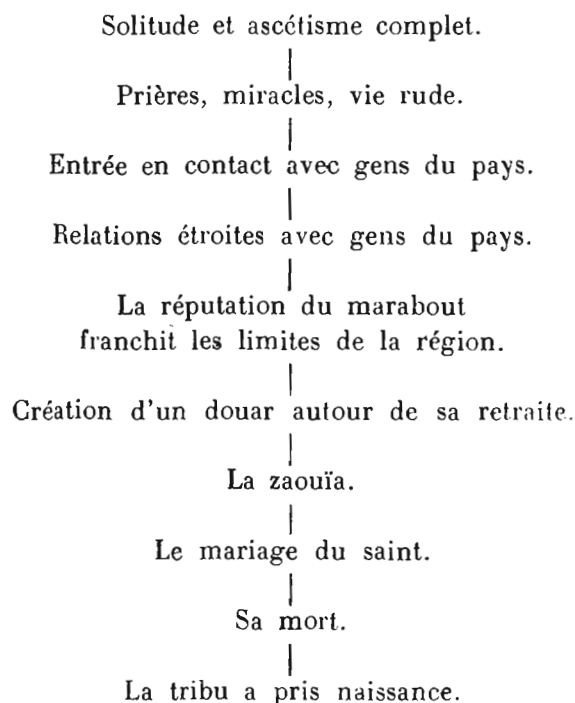 Solitude et ascétisme complet.
Prières, miracles, vie rude.
Entrée en contact avec gens du pays.
Relations étroites avec gens du pays.
La réputation du marabout
franchit les limites de la région.
Création d'un douar autour de sa retraite.
La zaouïa.
Le mariage du saint.
Sa mort.
La tribu a pris naissance.